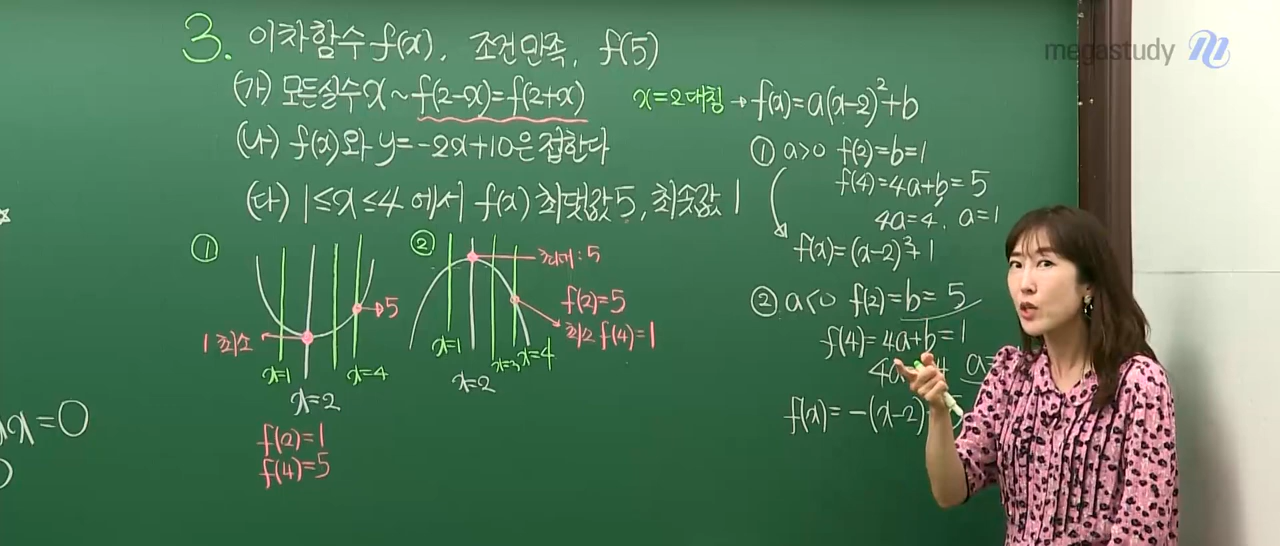 megastudy
3. 이차함수 f(x), 조건만족, f(5)
(가) 모든실수 x ~ f(2-x)=f(2+x)
(나) f(x)와 y=-2x+10은 접한다
(다) 1≤x≤4 에서 f(x) 최댓값 5, 최솟값 1
x=2 대칭 → f(x)=a(x-2)²+b
① a>0 f(2)=b=1
f(4)=4a+b=5
4a=4, a=1
f(x)=(x-2)²+1
② a<0 f(2)=b=5
f(4)=4a+b=1
4a
a=
f(x)=-(x-2)
①
5
1 최소
x=1
x=4
x=2
f(2)=1
f(4)=5
②
최대:5
f(2)=5
최소 f(4)=1
x=1
x=3
x=4
x=2
x=0